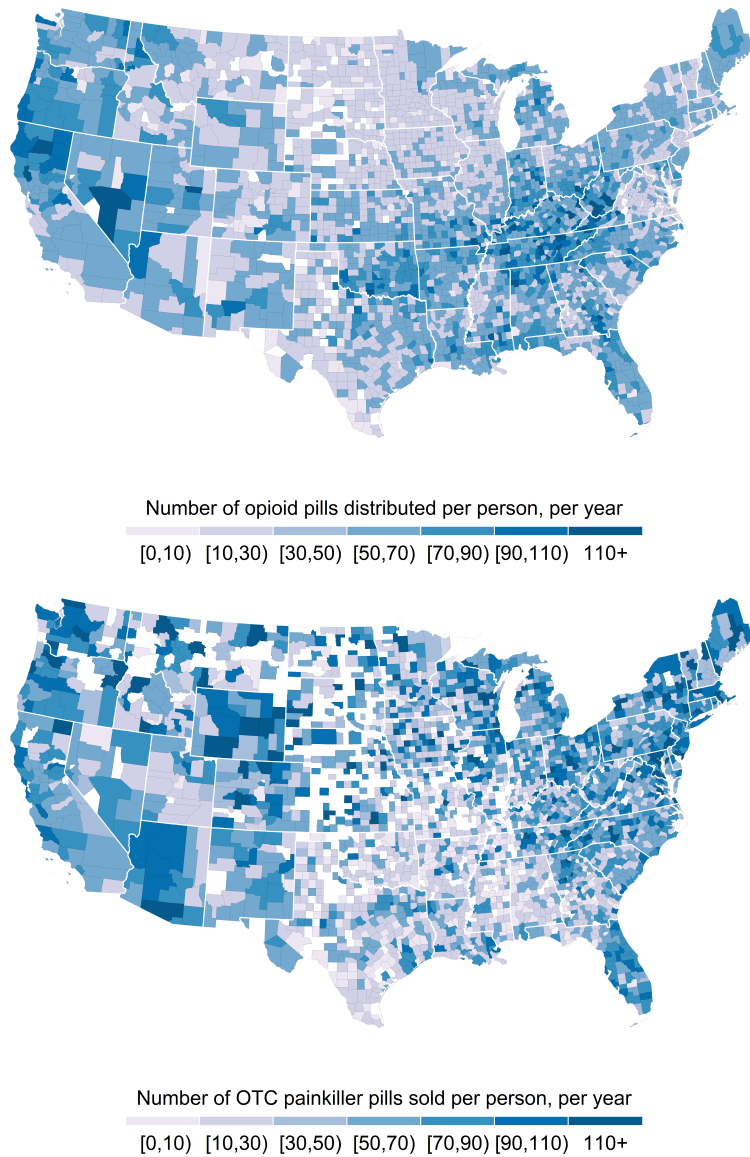 Number of opioid pills distributed per person, per year
[0,10) [10,30) [30,50) [50,70) [70,90) [90,110) 110+
Number of OTC painkiller pills sold per person, per year
[0,10) [10,30) [30,50) [50,70) [70,90) [90,110) 110+